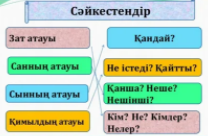 Сәйкестендір
Зат атауы
Қандай?
Санның атауы
Не істеді? Қайтты?
Сынның атауы
Қанша? Неше?
Нешінші?
Қимылдың атауы
Кім? Не? Кімдер?
Нелер?